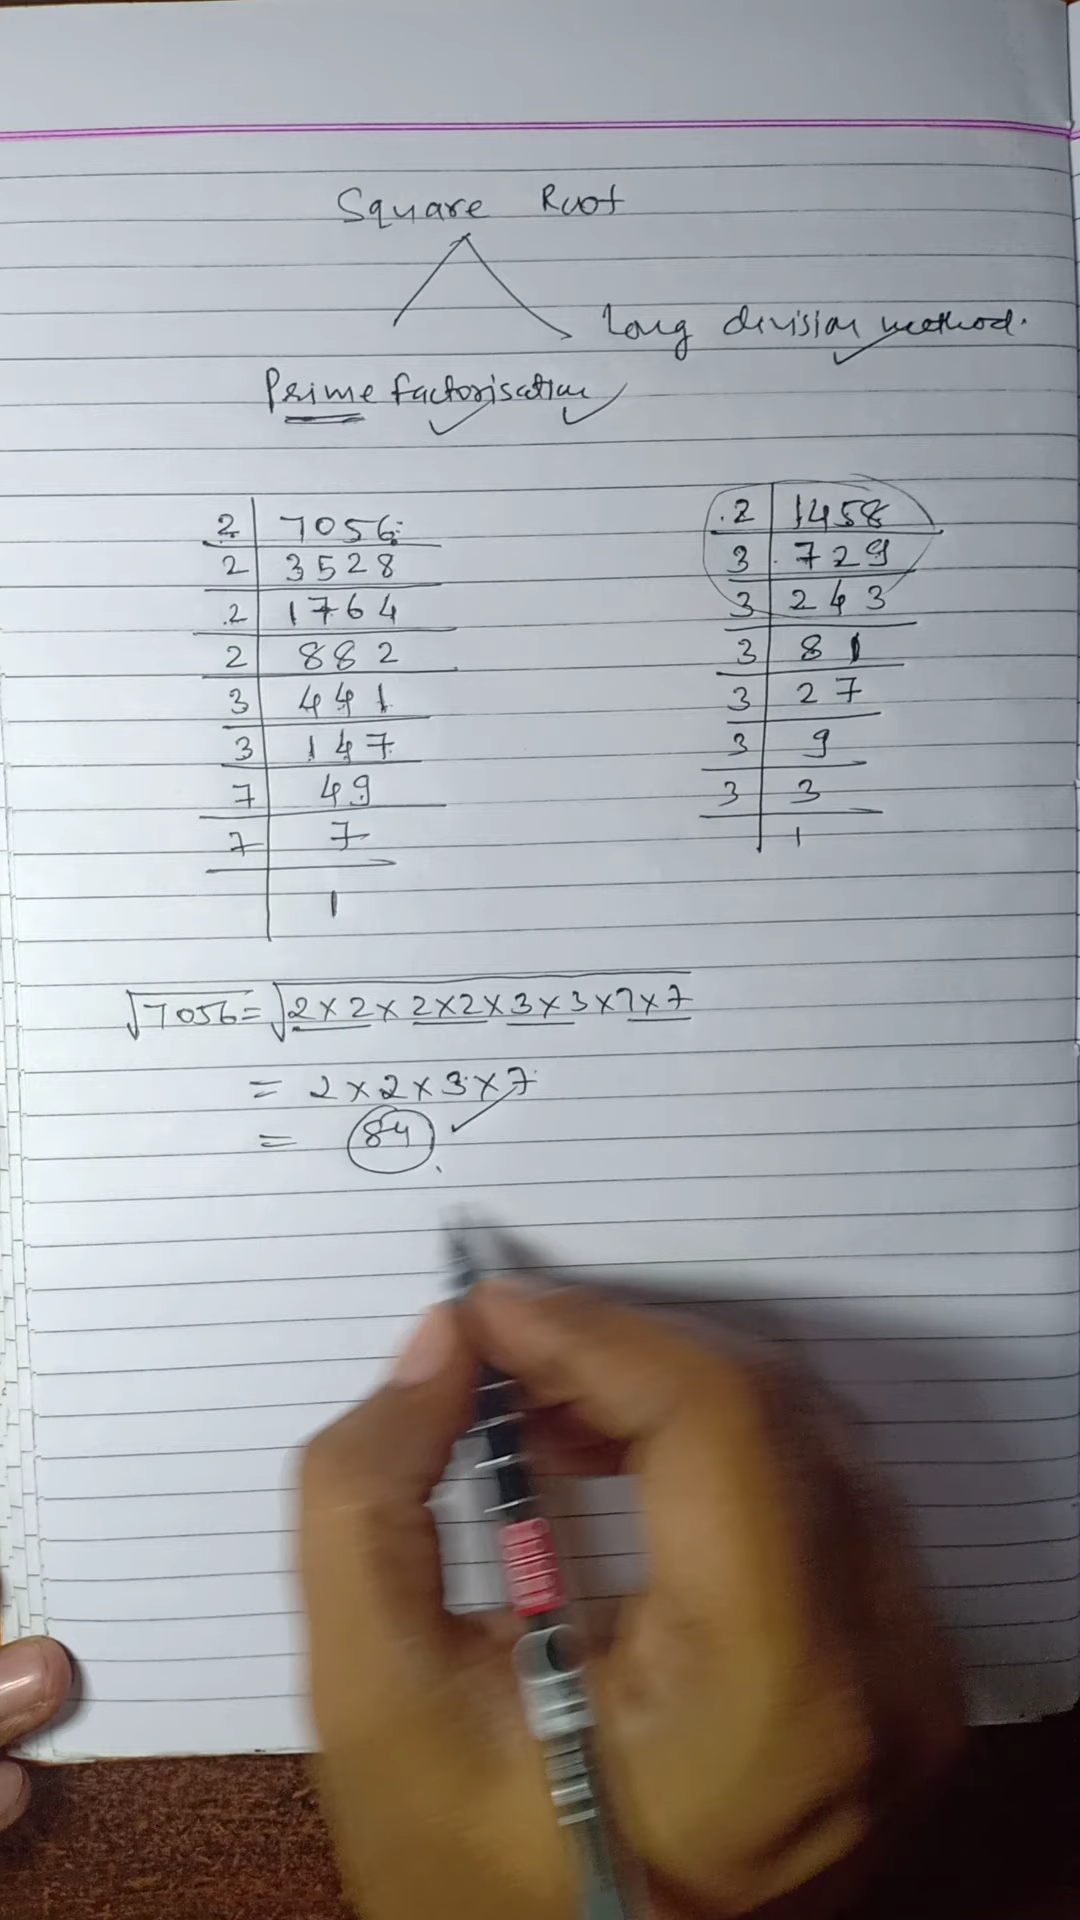 Square Root
Long division method.
Prime factorisation
2 | 7056
2 | 3528
2 | 1764
2 | 882
3 | 441
3 | 147
7 | 49
7 | 7
1
2 | 1458
3 | 729
3 | 243
3 | 81
3 | 27
3 | 9
3 | 3
1
√7056 = √2×2×2×2×3×3×7×7
= 2×2×3×7
= 84